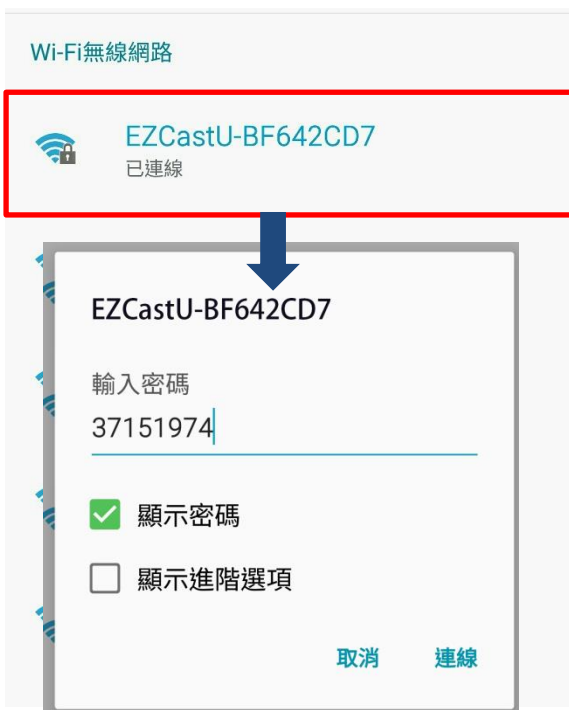 Wi-Fi無線網路
EZCastU-BF642CD7
已連線
EZCastU-BF642CD7
輸入密碼
37151974
顯示密碼
顯示進階選項
取消 連線